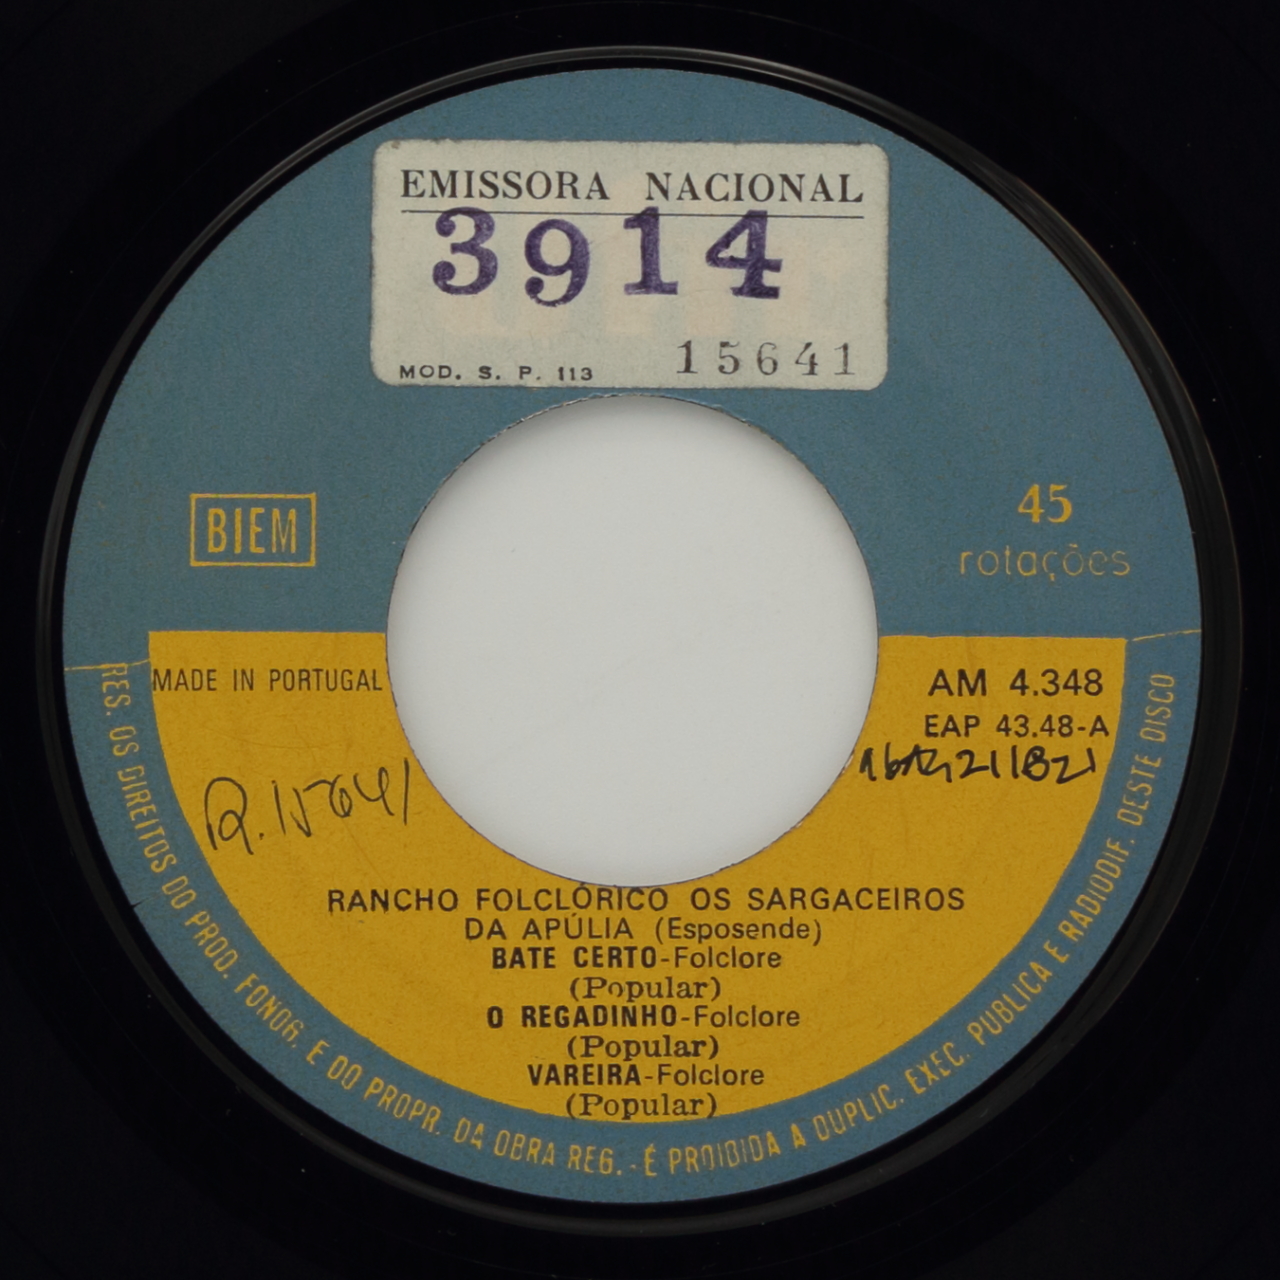 EMISSORA NACIONAL
3914
MOD. S. P. 113 15641
BIEM
45
rotações
MADE IN PORTUGAL
AM 4.348
EAP 43.48-A
R.15641
RANCHO FOLCLÓRICO OS SARGACEIROS
DA APÚLIA (Esposende)
BATE CERTO-Folclore
(Popular)
O REGADINHO-Folclore
(Popular)
VAREIRA-Folclore
(Popular)
RES. OS DIREITOS DO PROD. FONOG. E DO PROPR. DA OBRA REG. - É PROIBIDA A DUPLIC. EXEC. PUBLICA E RADIODIF. DESTE DISCO